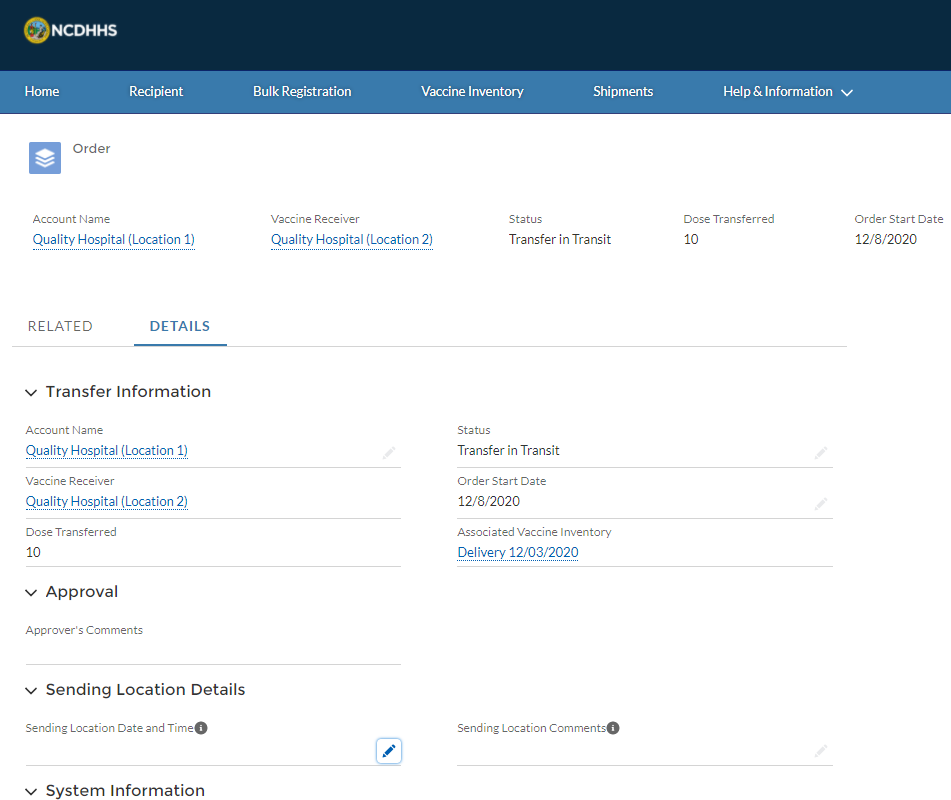 NCDHHS
Home Recipient Bulk Registration Vaccine Inventory Shipments Help & Information
Order
Account Name Vaccine Receiver Status Dose Transferred Order Start Date
Quality Hospital (Location 1) Quality Hospital (Location 2) Transfer in Transit 10 12/8/2020
RELATED DETAILS
Transfer Information
Account Name Status
Quality Hospital (Location 1) Transfer in Transit
Vaccine Receiver Order Start Date
Quality Hospital (Location 2) 12/8/2020
Dose Transferred Associated Vaccine Inventory
10 Delivery 12/03/2020
Approval
Approver's Comments
Sending Location Details
Sending Location Date and Time Sending Location Comments
System Information